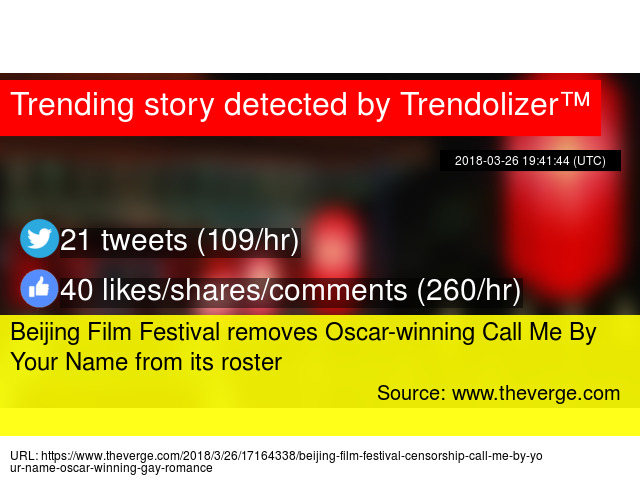 Trending story detected by Trendolizer™
2018-03-26 19:41:44 (UTC)
21 tweets (109/hr)
40 likes/shares/comments (260/hr)
Beijing Film Festival removes Oscar-winning Call Me By
Your Name from its roster
Source: www.theverge.com
URL: https://www.theverge.com/2018/3/26/17164338/beijing-film-festival-censorship-call-me-by-yo
ur-name-oscar-winning-gay-romance